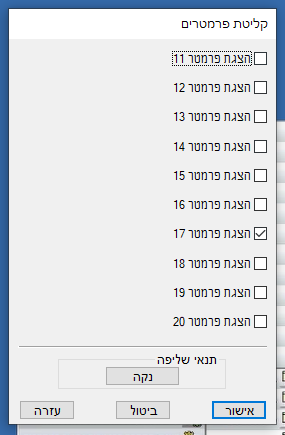 קליטת פרמטרים
הצגת פרמטר 11
הצגת פרמטר 12
הצגת פרמטר 13
הצגת פרמטר 14
הצגת פרמטר 15
הצגת פרמטר 16
הצגת פרמטר 17
הצגת פרמטר 18
הצגת פרמטר 19
הצגת פרמטר 20
תנאי שליפה
נקה
אישור ביטול עזרה